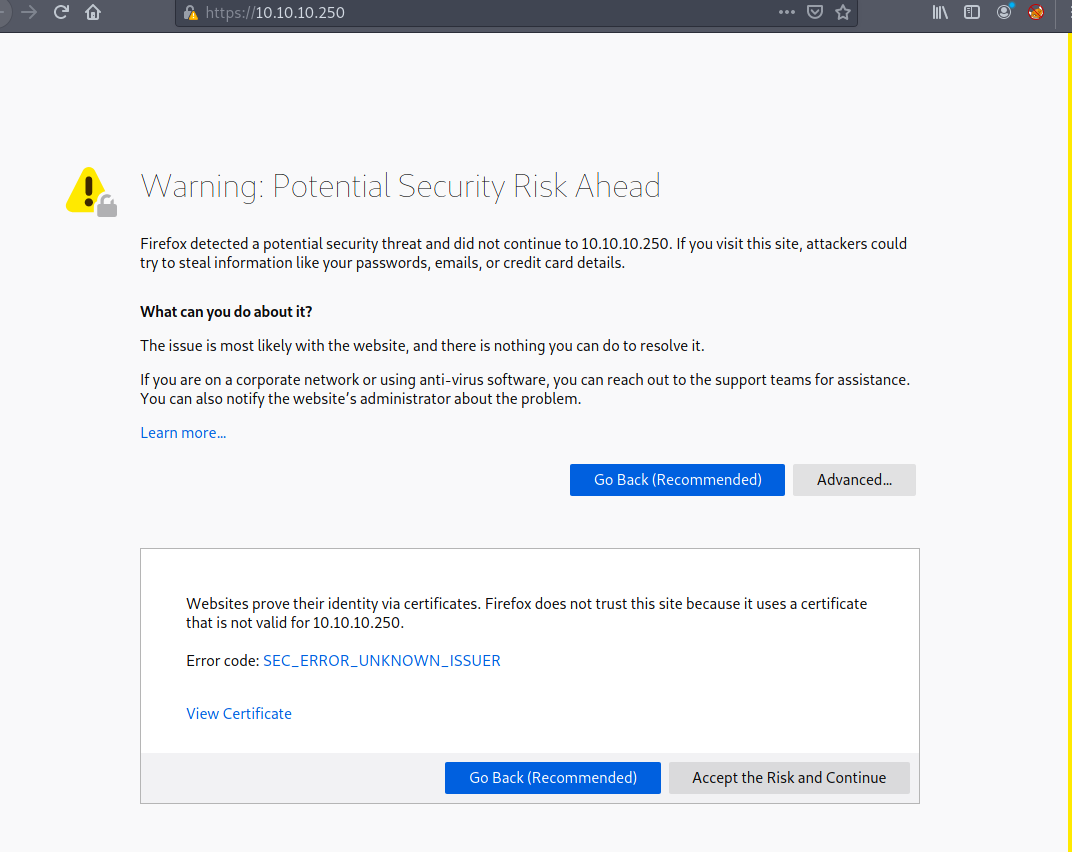 https://10.10.10.250
Warning: Potential Security Risk Ahead
Firefox detected a potential security threat and did not continue to 10.10.10.250. If you visit this site, attackers could
try to steal information like your passwords, emails, or credit card details.
What can you do about it?
The issue is most likely with the website, and there is nothing you can do to resolve it.
If you are on a corporate network or using anti-virus software, you can reach out to the support teams for assistance.
You can also notify the website’s administrator about the problem.
Learn more…
Go Back (Recommended) Advanced…
Websites prove their identity via certificates. Firefox does not trust this site because it uses a certificate
that is not valid for 10.10.10.250.
Error code: SEC_ERROR_UNKNOWN_ISSUER
View Certificate
Go Back (Recommended) Accept the Risk and Continue